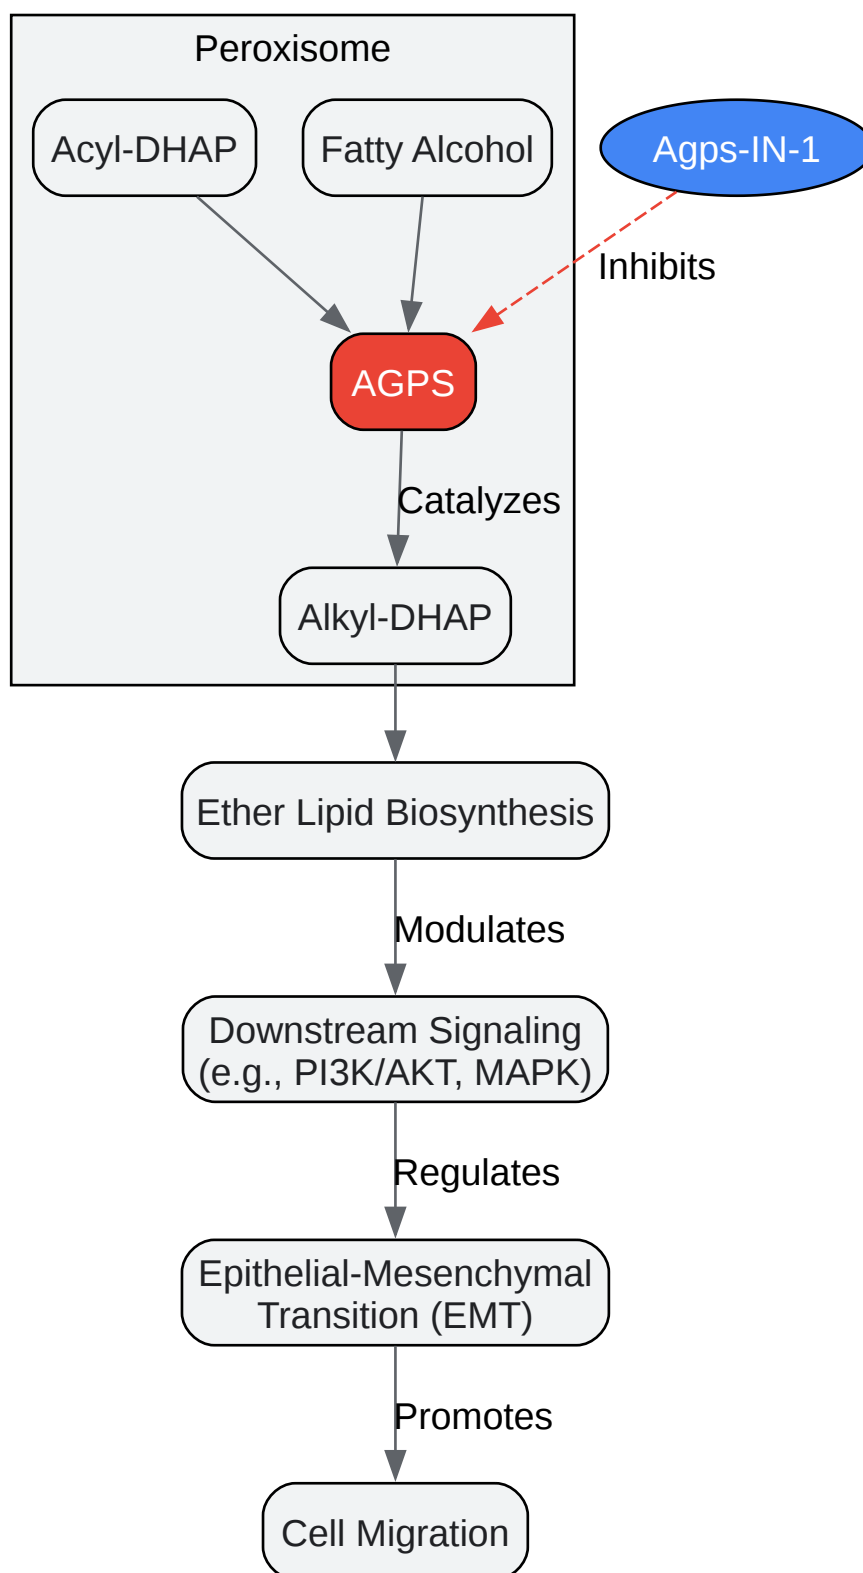 Peroxisome
Acyl-DHAP
Fatty Alcohol
Agps-IN-1
Inhibits
AGPS
Catalyzes
Alkyl-DHAP
Ether Lipid Biosynthesis
Modulates
Downstream Signaling
(e.g., PI3K/AKT, MAPK)
Regulates
Epithelial-Mesenchymal
Transition (EMT)
Promotes
Cell Migration